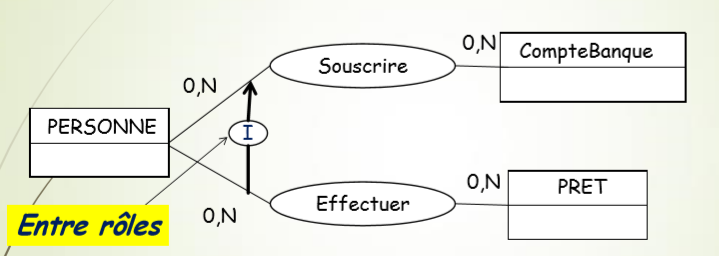 0,N
CompteBanque
Souscrire
0,N
PERSONNE
I
0,N
PRET
Effectuer
Entre rôles
0,N